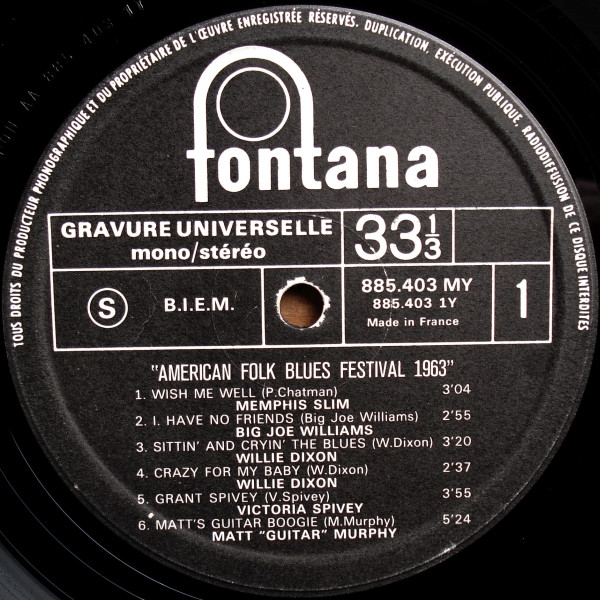 TOUS DROITS DU PRODUCTEUR PHONOGRAPHIQUE ET DU PROPRIÉTAIRE DE L'ŒUVRE ENREGISTRÉE RÉSERVÉS. DUPLICATION, EXÉCUTION PUBLIQUE, RADIODIFFUSION DE CE DISQUE INTERDITES
fontana
GRAVURE UNIVERSELLE
mono/stéréo
33 1/3
S
B.I.E.M.
885.403 MY
885.403 1Y
Made in France
1
"AMERICAN FOLK BLUES FESTIVAL 1963"
1. WISH ME WELL (P.Chatman) 3'04
MEMPHIS SLIM
2. I. HAVE NO FRIENDS (Big Joe Williams) 2'55
BIG JOE WILLIAMS
3. SITTIN' AND CRYIN' THE BLUES (W.Dixon) 3'20
WILLIE DIXON
4. CRAZY FOR MY BABY (W.Dixon) 2'37
WILLIE DIXON
5. GRANT SPIVEY (V.Spivey) 3'55
VICTORIA SPIVEY
6. MATT'S GUITAR BOOGIE (M.Murphy) 5'24
MATT "GUITAR" MURPHY